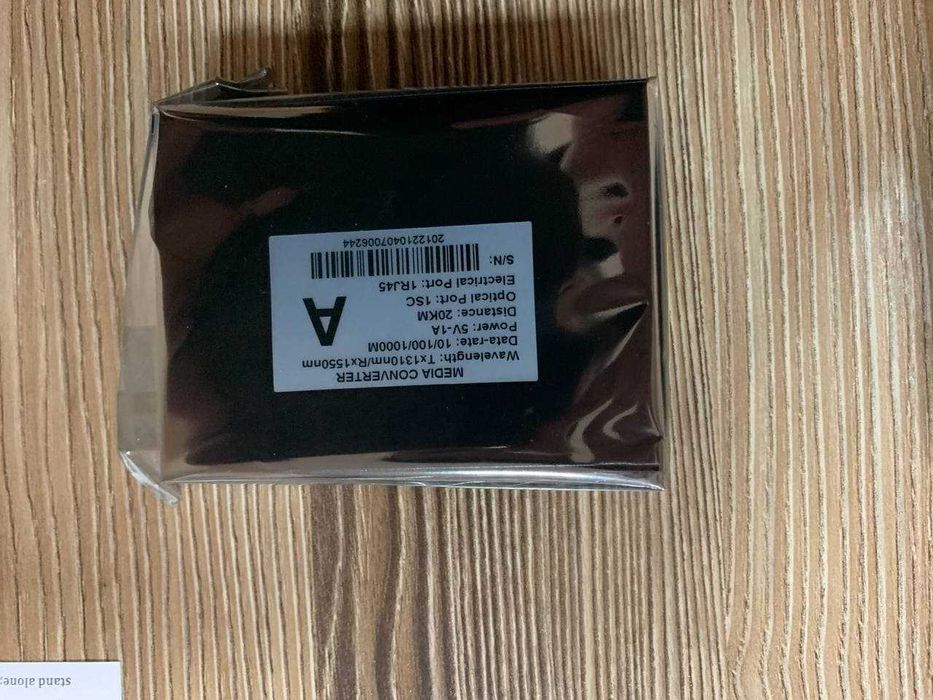 MEDIA CONVERTER
Wavelength: Tx1310nm/Rx1550nm
Data-rate: 10/100/1000M
Power: 5V-1A
Distance: 20KM
Optical Port: 1SC
Electrical Port: 1RJ45
S/N:
2012210407006244
A
stand alone,